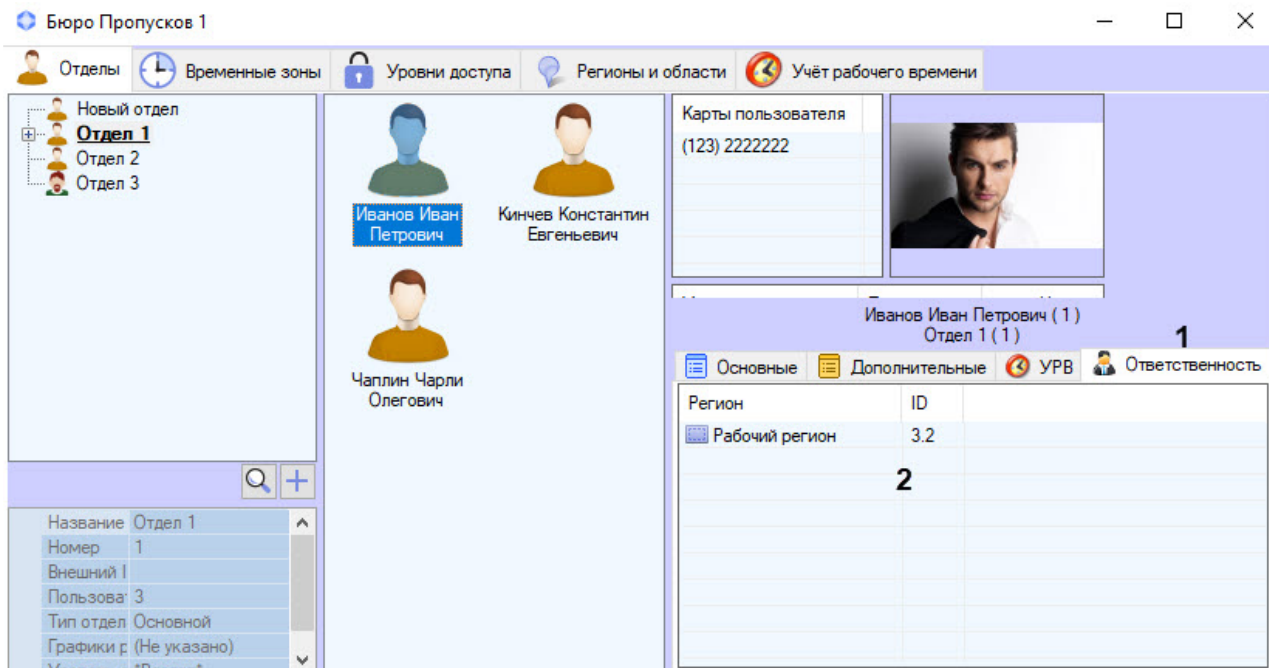 Бюро Пропусков 1
Отделы
Временные зоны
Уровни доступа
Регионы и области
Учёт рабочего времени
Новый отдел
Отдел 1
Отдел 2
Отдел 3
Иванов Иван
Петрович
Кинчев Константин
Евгеньевич
Чаплин Чарли
Олегович
Карты пользователя
(123) 2222222
Иванов Иван Петрович ( 1 )
Отдел 1 ( 1 )
1
Основные
Дополнительные
УРВ
Ответственность
Регион ID
Рабочий регион 3.2
2
Название Отдел 1
Номер 1
Внешний I
Пользова 3
Тип отдел Основной
Графики р (Не указано)